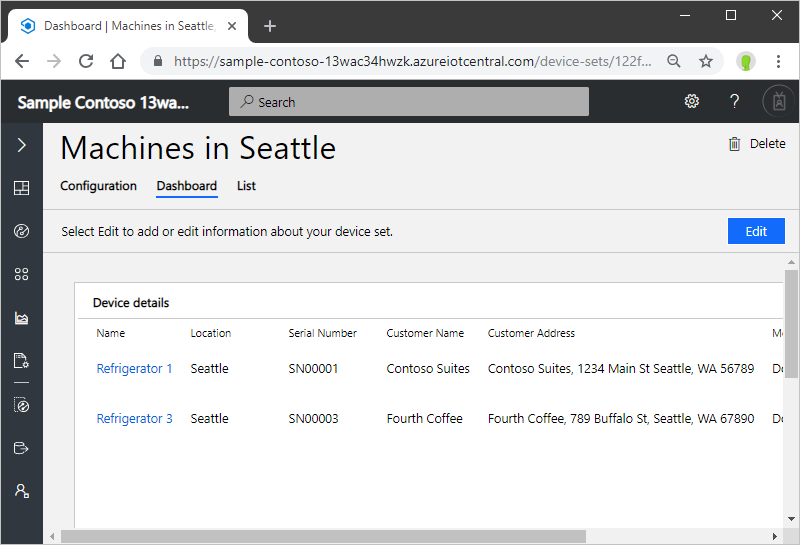 Dashboard | Machines in Seattle,
https://sample-contoso-13wac34hwzk.azureiotcentral.com/device-sets/122f...
Sample Contoso 13wa...
Search
?
Machines in Seattle
Delete
Configuration Dashboard List
Select Edit to add or edit information about your device set.
Edit
Device details
Name Location Serial Number Customer Name Customer Address
Refrigerator 1 Seattle SN00001 Contoso Suites Contoso Suites, 1234 Main St Seattle, WA 56789
Refrigerator 3 Seattle SN00003 Fourth Coffee Fourth Coffee, 789 Buffalo St, Seattle, WA 67890